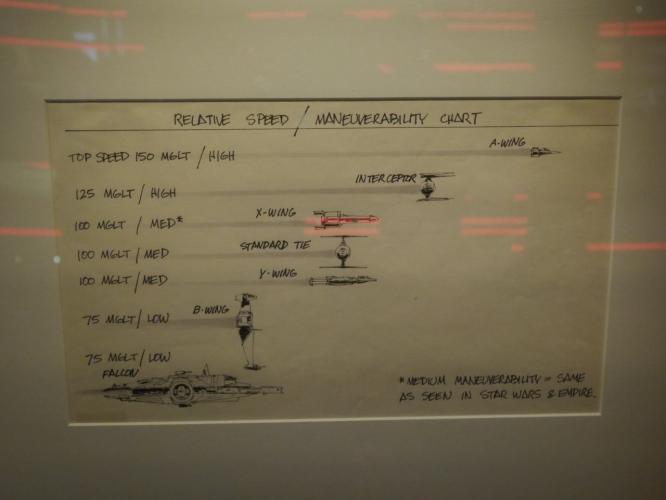 RELATIVE SPEED / MANEUVERABILITY CHART
A-WING
TOP SPEED 150 MGLT / HIGH
INTERCEPTOR
125 MGLT / HIGH
X-WING
100 MGLT / MED*
STANDARD TIE
100 MGLT / MED
Y-WING
100 MGLT / MED
B-WING
75 MGLT / LOW
75 MGLT / LOW
FALCON
*MEDIUM MANEUVERABILITY = SAME
AS SEEN IN STAR WARS & EMPIRE.